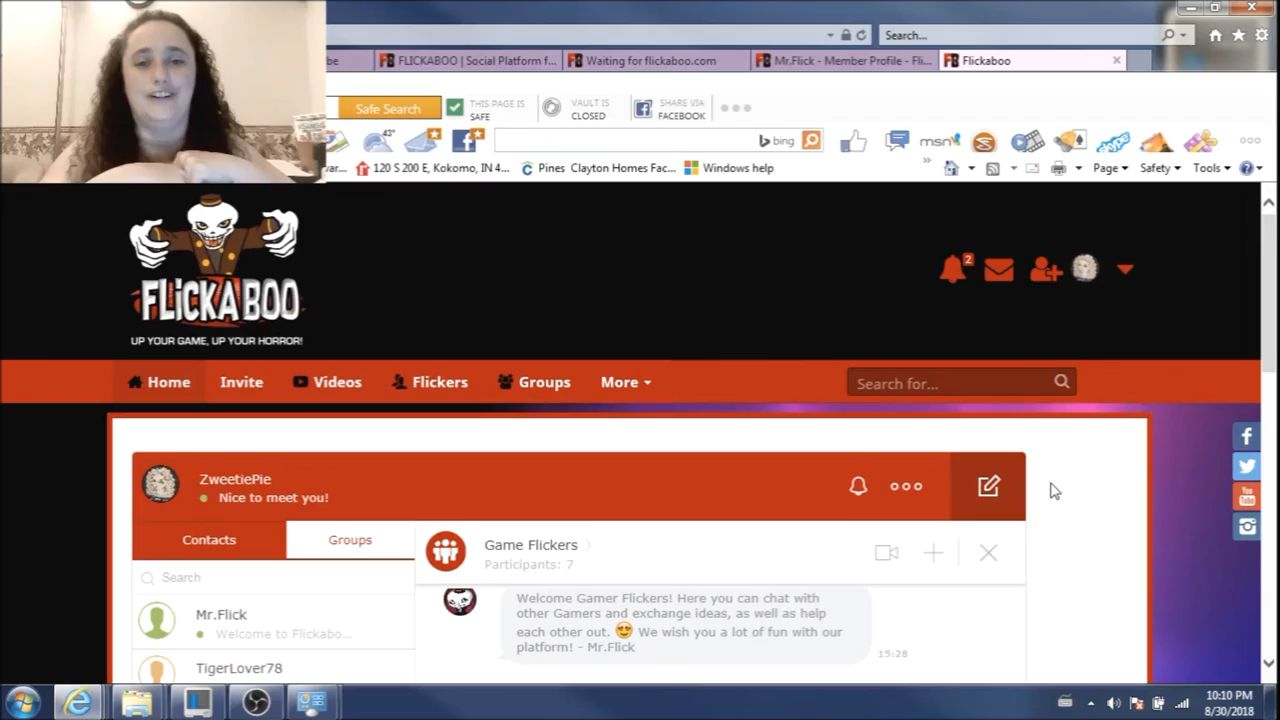 Search...
be
FLICKABOO | Social Platform f...
Waiting for flickaboo.com
Mr.Flick - Member Profile - Fli...
Flickaboo
Safe Search
THIS PAGE IS
SAFE
VAULT IS
CLOSED
SHARE VIA
FACEBOOK
43°
bing
msn
skype
var...
120 S 200 E, Kokomo, IN 4...
Pines
Clayton Homes Fac...
Windows help
Page
Safety
Tools
FLiCKABOO
UP YOUR GAME, UP YOUR HORROR!
2
Home
Invite
Videos
Flickers
Groups
More
Search for...
ZweetiePie
Nice to meet you!
Contacts
Groups
Game Flickers
Participants: 7
Search
Mr.Flick
Welcome to Flickabo...
TigerLover78
Welcome Gamer Flickers! Here you can chat with
other Gamers and exchange ideas, as well as help
each other out. 😍 We wish you a lot of fun with our
platform! - Mr.Flick
15:28
You
Tube
10:10 PM
8/30/2018